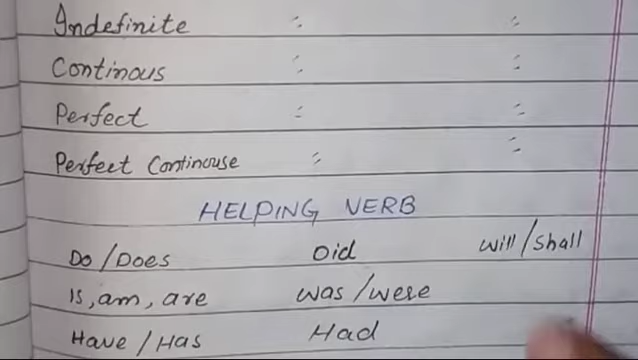 Indefinite :- :-
Continous :- :-
Perfect :- :-
Perfect Continouse :- :-
HELPING VERB
Do/Does Did Will/Shall
Is, am, are was/were
Have/Has Had